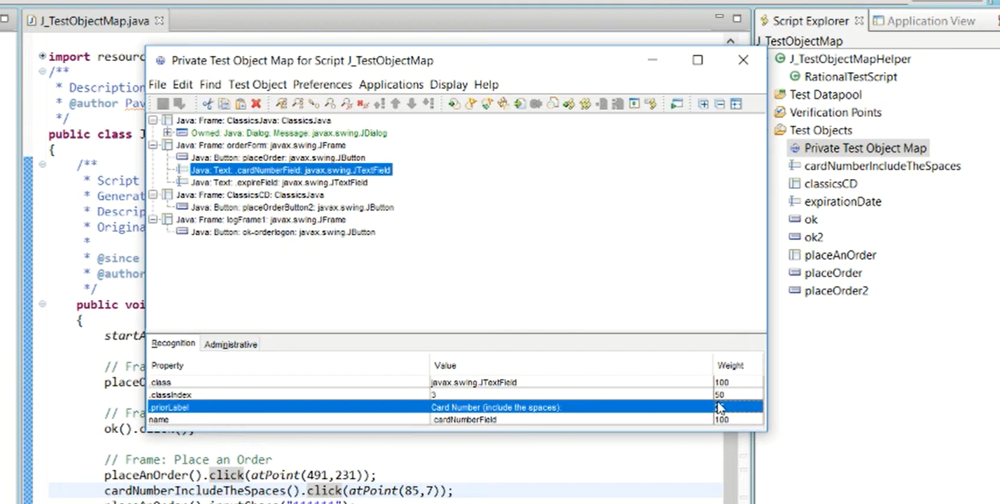 J_TestObjectMap.java
Script Explorer
Application View
J_TestObjectMap
import resourc
/**
* Description
* @author Pav
*/
public class J
{
/**
* Script
* Generat
* Descrip
* Origina
*
* @since
* @author
*/
public voi
{
startA
// Fra
placeO
// Fra
ok().click();
// Frame: Place an Order
placeAnOrder().click(atPoint(491,231));
cardNumberIncludeTheSpaces().click(atPoint(85,7));
Private Test Object Map for Script J_TestObjectMap
File Edit Find Test Object Preferences Applications Display Help
Java: Frame: ClassicsJava: ClassicsJava
Owned: Java: Dialog: Message: javax.swing.JDialog
Java: Frame: orderForm: javax.swing.JFrame
Java: Button: placeOrder: javax.swing.JButton
Java: Text: .cardNumberField: javax.swing.JTextField
Java: Text: .expireField: javax.swing.JTextField
Java: Frame: ClassicsCD: ClassicsJava
Java: Button: placeOrderButton2: javax.swing.JButton
Java: Frame: logFrame1: javax.swing.JFrame
Java: Button: ok-orderlogon: javax.swing.JButton
Recognition Administrative
Property Value Weight
.class javax.swing.JTextField 100
.classIndex 3 50
.priorLabel Card Number (include the spaces):
name .cardNumberField 100
J_TestObjectMapHelper
RationalTestScript
Test Datapool
Verification Points
Test Objects
Private Test Object Map
cardNumberIncludeTheSpaces
classicsCD
expirationDate
ok
ok2
placeAnOrder
placeOrder
placeOrder2